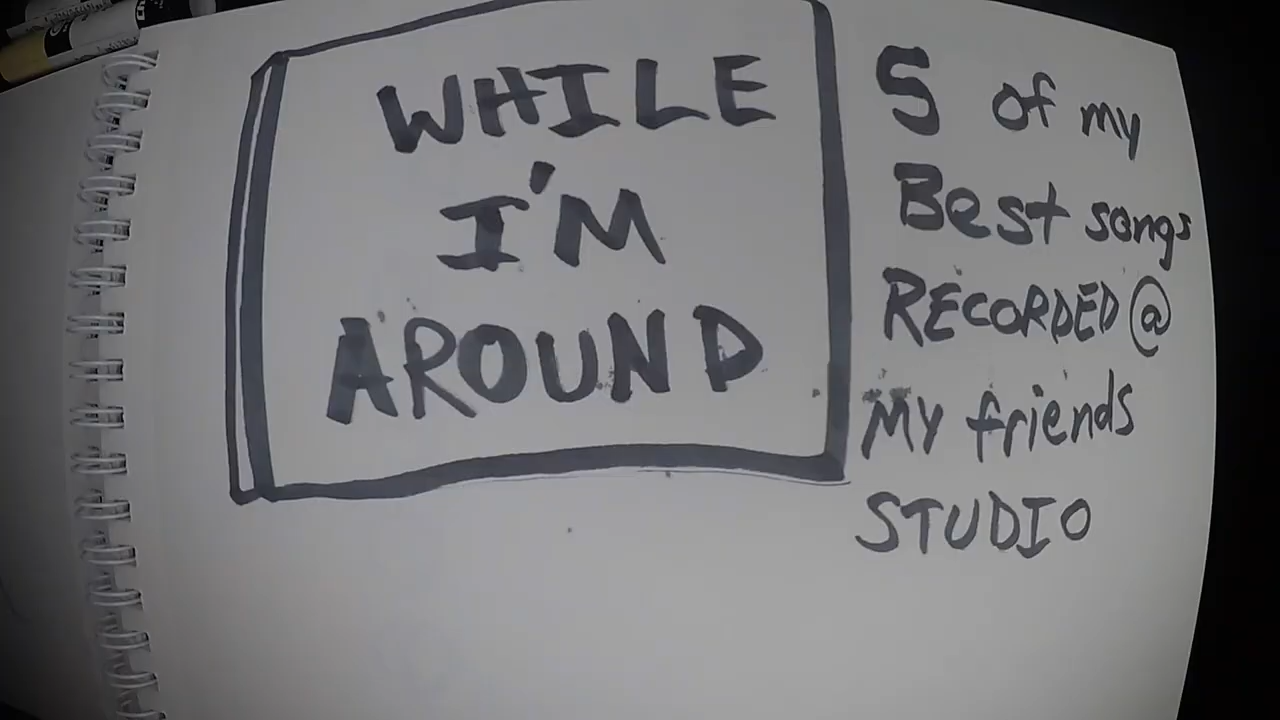 WHILE
I'M
AROUND
5 of my
Best songs
RECORDED @
My friends
STUDIO